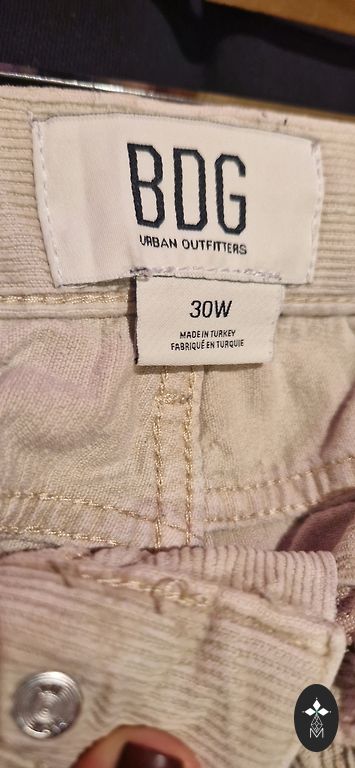 BDG
URBAN OUTFITTERS
30W
MADE IN TURKEY
FABRIQUÉ EN TURQUIE
M